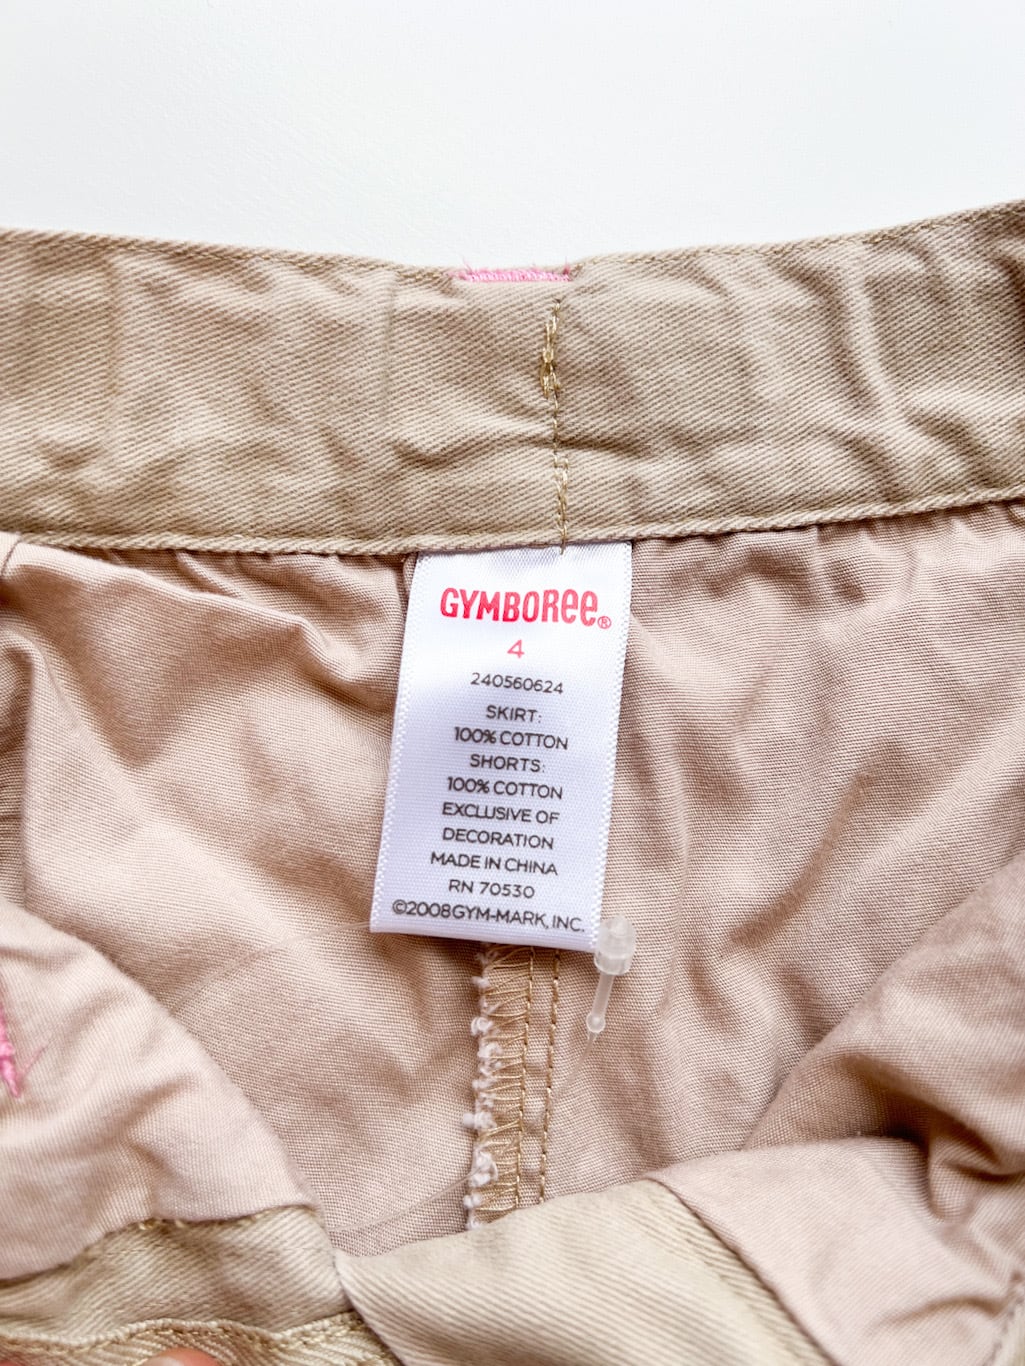 GYMBOREE®
4
240560624
SKIRT:
100% COTTON
SHORTS:
100% COTTON
EXCLUSIVE OF
DECORATION
MADE IN CHINA
RN 70530
©2008GYM-MARK, INC.